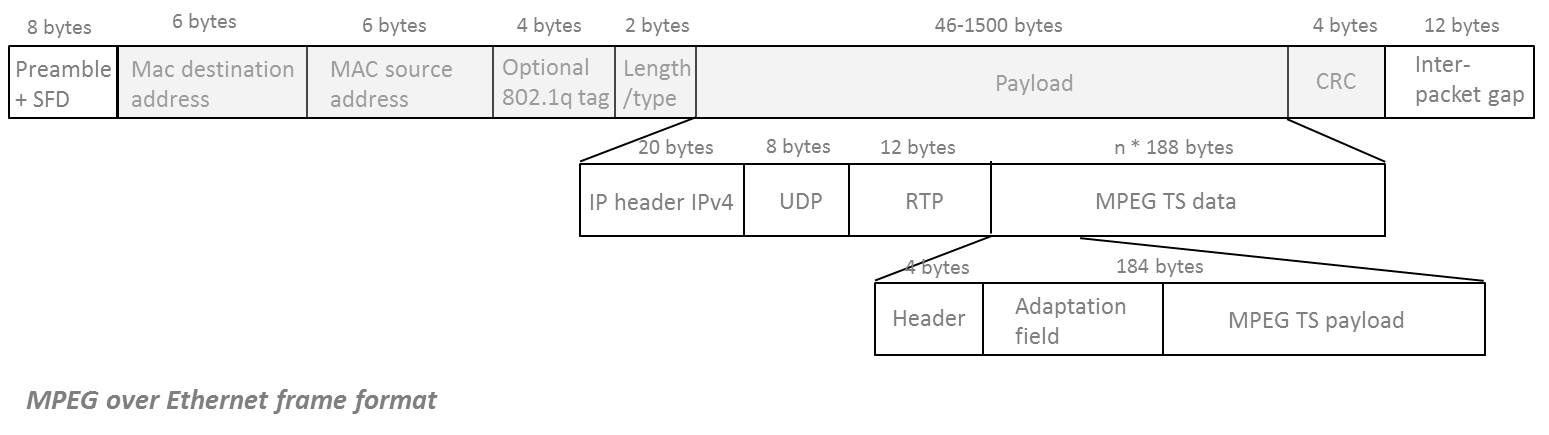 8 bytes 6 bytes 6 bytes 4 bytes 2 bytes 46-1500 bytes 4 bytes 12 bytes
Preamble
+ SFD
Mac destination
address
MAC source
address
Optional
802.1q tag
Length
/type
Payload
CRC
Inter-
packet gap
20 bytes 8 bytes 12 bytes n * 188 bytes
IP header IPv4 UDP RTP MPEG TS data
4 bytes 184 bytes
Header
Adaptation
field
MPEG TS payload
MPEG over Ethernet frame format